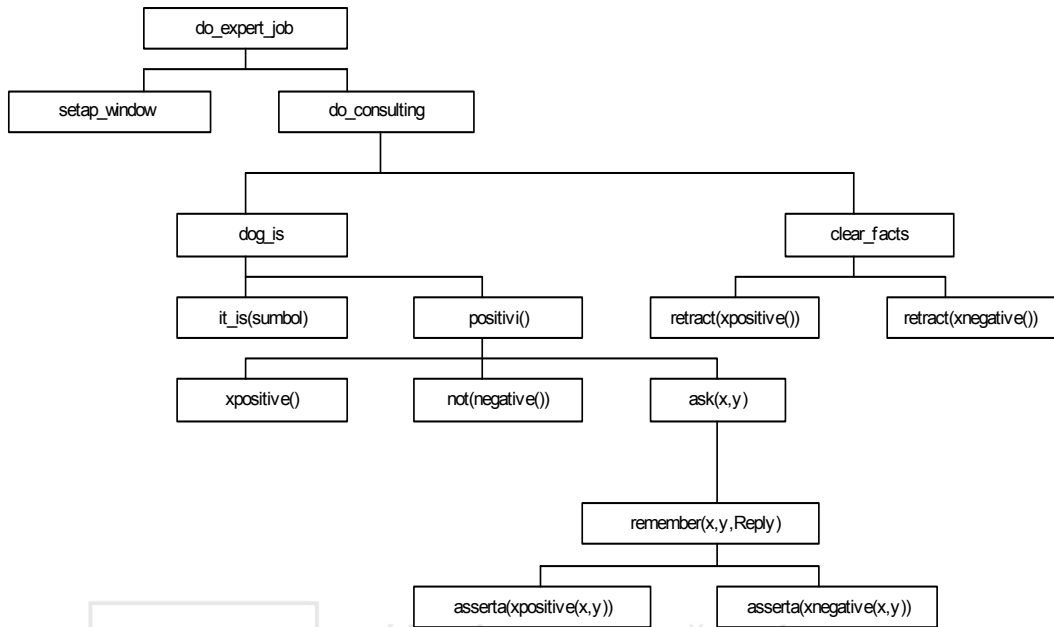 do_expert_job
setap_window
do_consulting
dog_is
clear_facts
it_is(sumbol)
positivi()
retract(xpositive())
retract(xnegative())
xpositive()
not(negative())
ask(x,y)
remember(x,y,Reply)
asserta(xpositive(x,y))
asserta(xnegative(x,y))